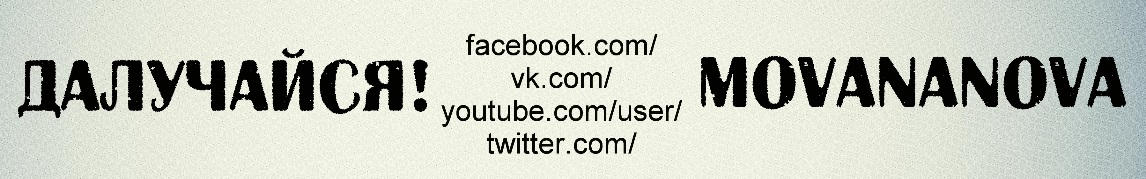 ДАЛУЧАЙСЯ!
facebook.com/
vk.com/
youtube.com/user/
twitter.com/
MOVANANOVA